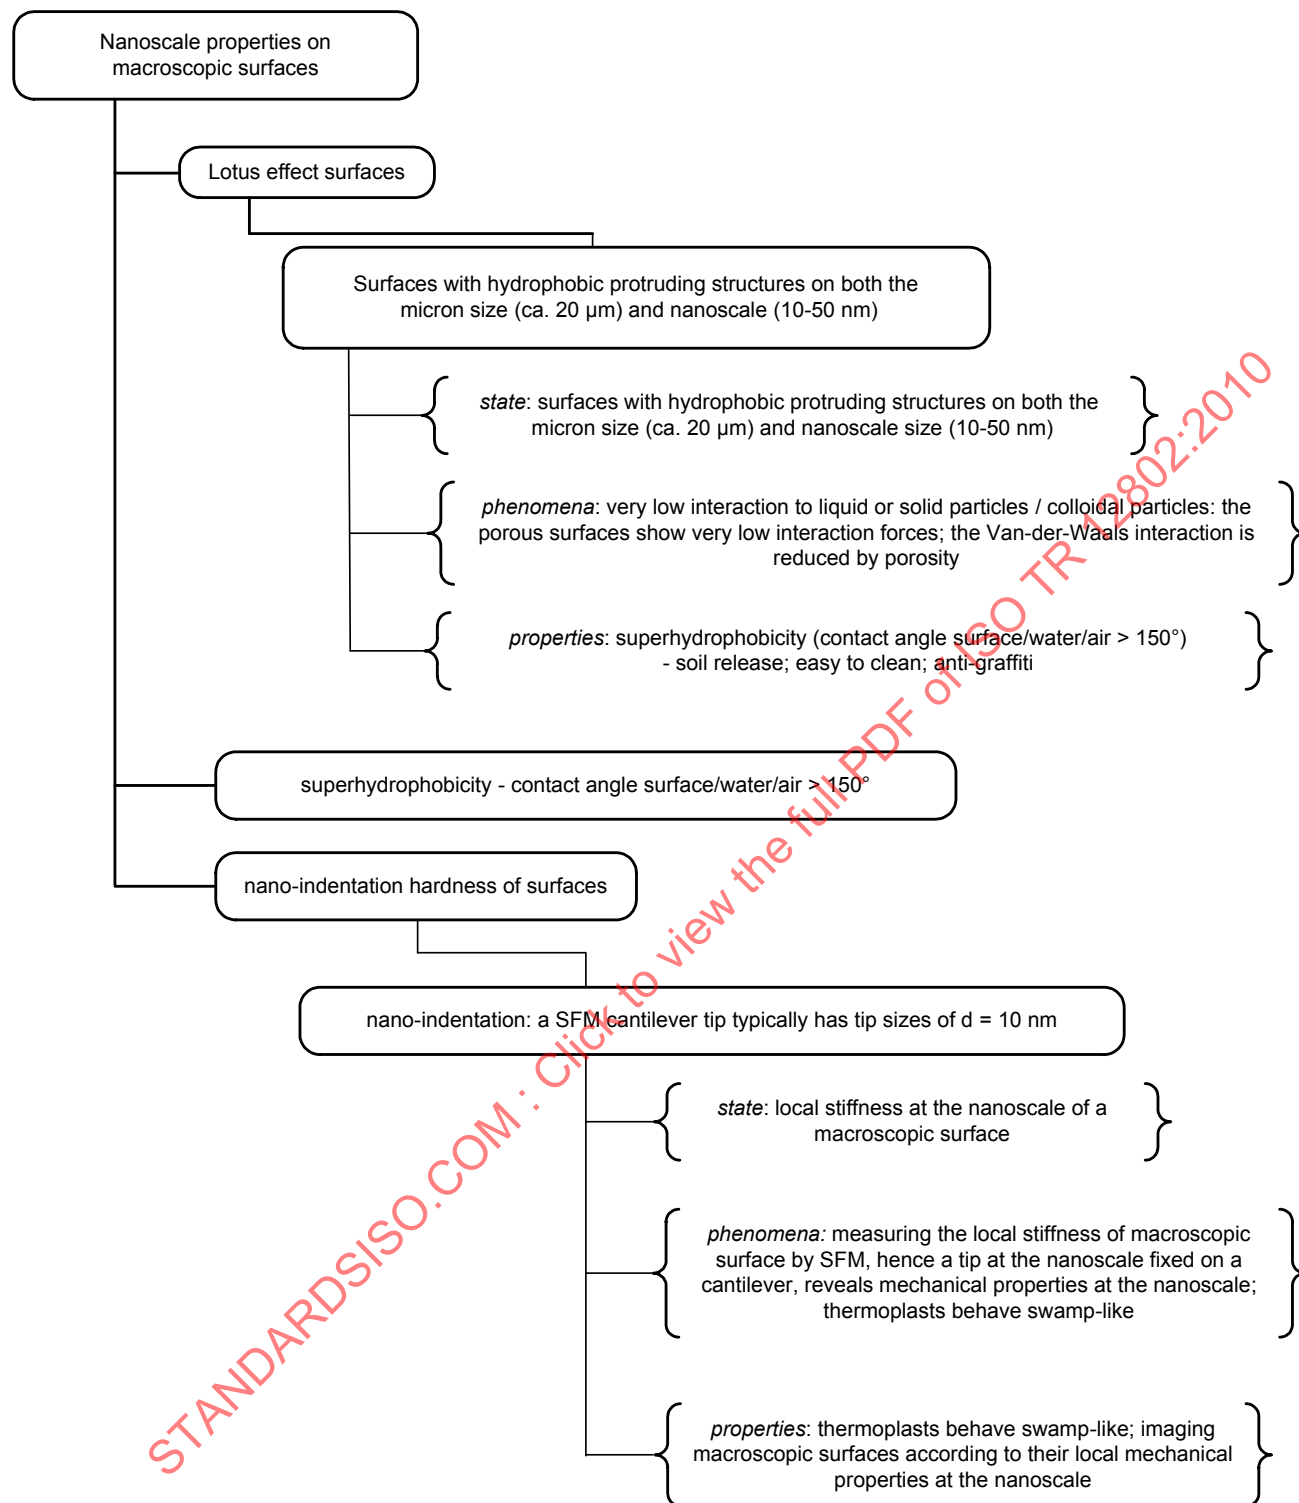 Nanoscale properties on
macroscopic surfaces
Lotus effect surfaces
Surfaces with hydrophobic protruding structures on both the
micron size (ca. 20 µm) and nanoscale (10-50 nm)
state: surfaces with hydrophobic protruding structures on both the
micron size (ca. 20 µm) and nanoscale size (10-50 nm)
phenomena: very low interaction to liquid or solid particles / colloidal particles: the
porous surfaces show very low interaction forces; the Van-der-Waals interaction is
reduced by porosity
properties: superhydrophobicity (contact angle surface/water/air > 150°)
- soil release; easy to clean; anti-graffiti
superhydrophobicity - contact angle surface/water/air > 150°
nano-indentation hardness of surfaces
nano-indentation: a SFM cantilever tip typically has tip sizes of d = 10 nm
state: local stiffness at the nanoscale of a
macroscopic surface
phenomena: measuring the local stiffness of macroscopic
surface by SFM, hence a tip at the nanoscale fixed on a
cantilever, reveals mechanical properties at the nanoscale;
thermoplasts behave swamp-like
properties: thermoplasts behave swamp-like; imaging
macroscopic surfaces according to their local mechanical
properties at the nanoscale
STANDARDSISO.COM : Click to view the full PDF of ISO TR 12802:2010